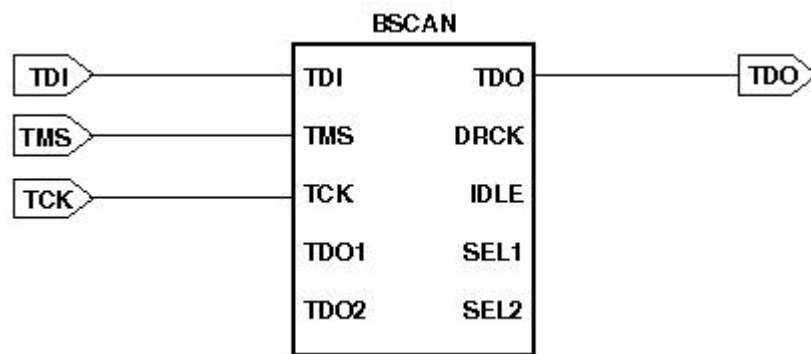 BSCAN
TDI TDI TDO TDO
TMS TMS DRCK
TCK TCK IDLE
TDO1 SEL1
TDO2 SEL2